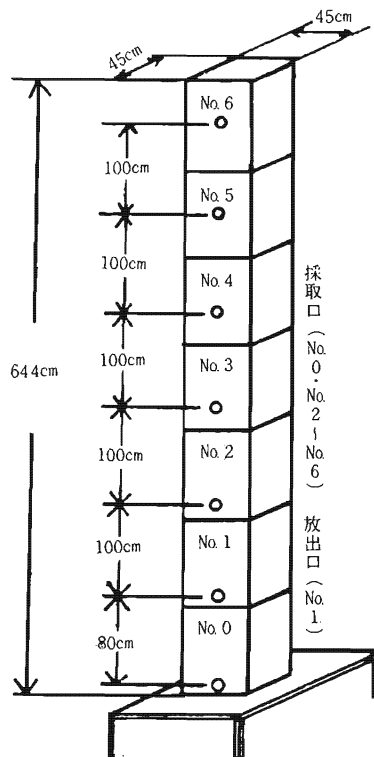 45cm
45cm
No. 6
100cm
No. 5
100cm
No. 4
100cm
No. 3
644cm
100cm
No. 2
100cm
No. 1
80cm
No. 0
採取口(No.0・No.2〜No.6)
放出口(No.1)